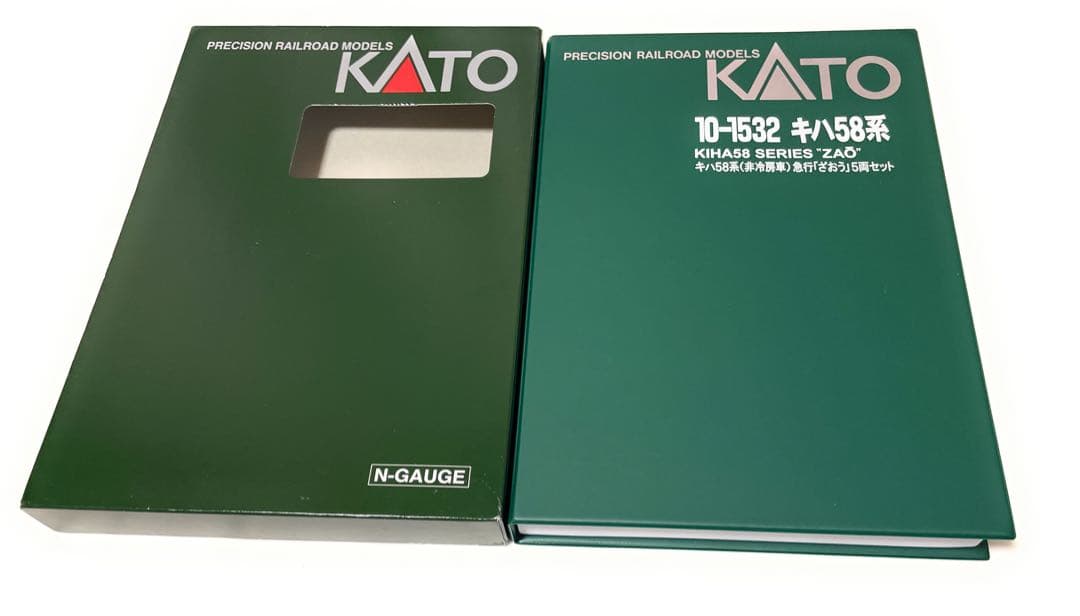 PRECISION RAILROAD MODELS
KATO
N-GAUGE
PRECISION RAILROAD MODELS
KATO
10-1532 キハ58系
KIHA58 SERIES "ZAŌ"
キハ58系(非冷房車)急行「ざおう」5両セット